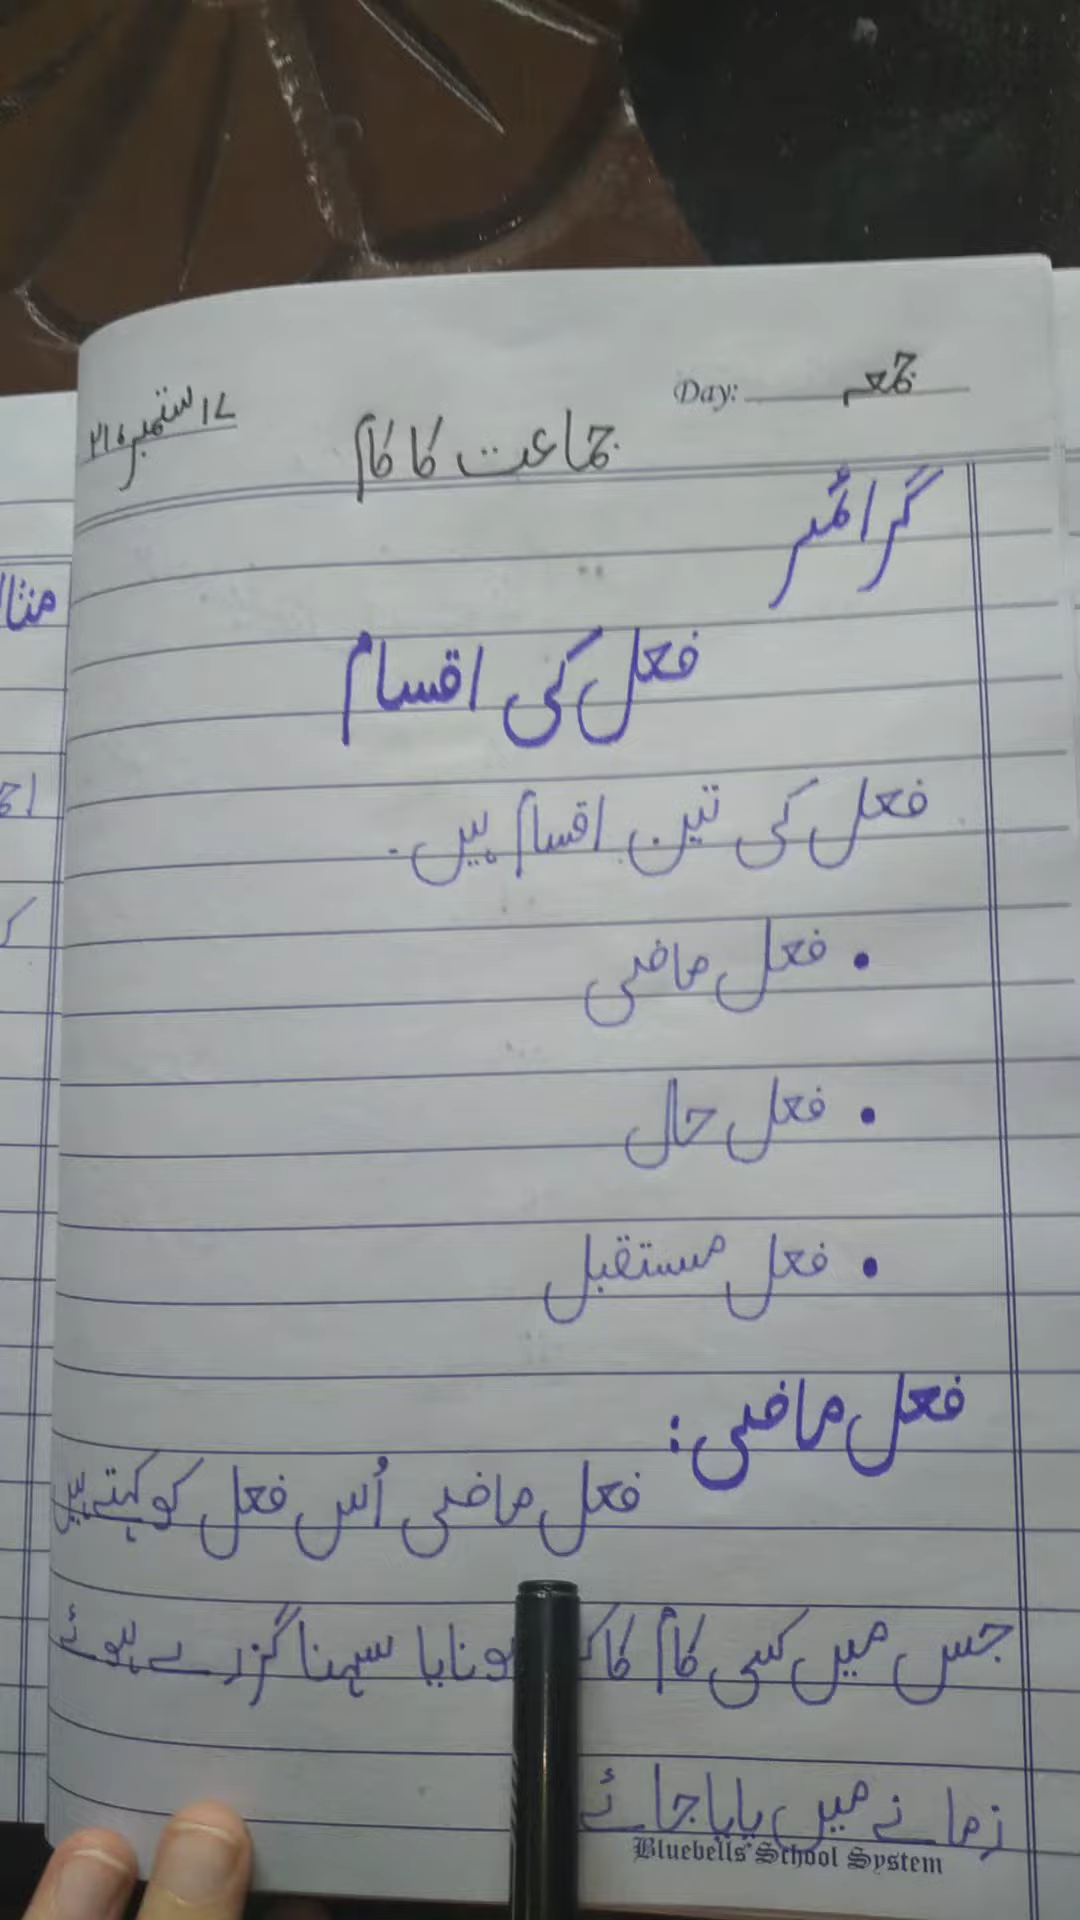 Day: جمعہ
۱۷ ستمبر ۲۱ء
جماعت کا کام
گرائمر
فعل کی اقسام
فعل کی تین اقسام ہیں۔
• فعل ماضی
• فعل حال
• فعل مستقبل
فعل ماضی:
فعل ماضی اُس فعل کو کہتے ہیں
جس میں کسی کام کا یا سہنا گزرے ہوئے
زمانے میں پایا جائے
Bluebells' School System
مثا